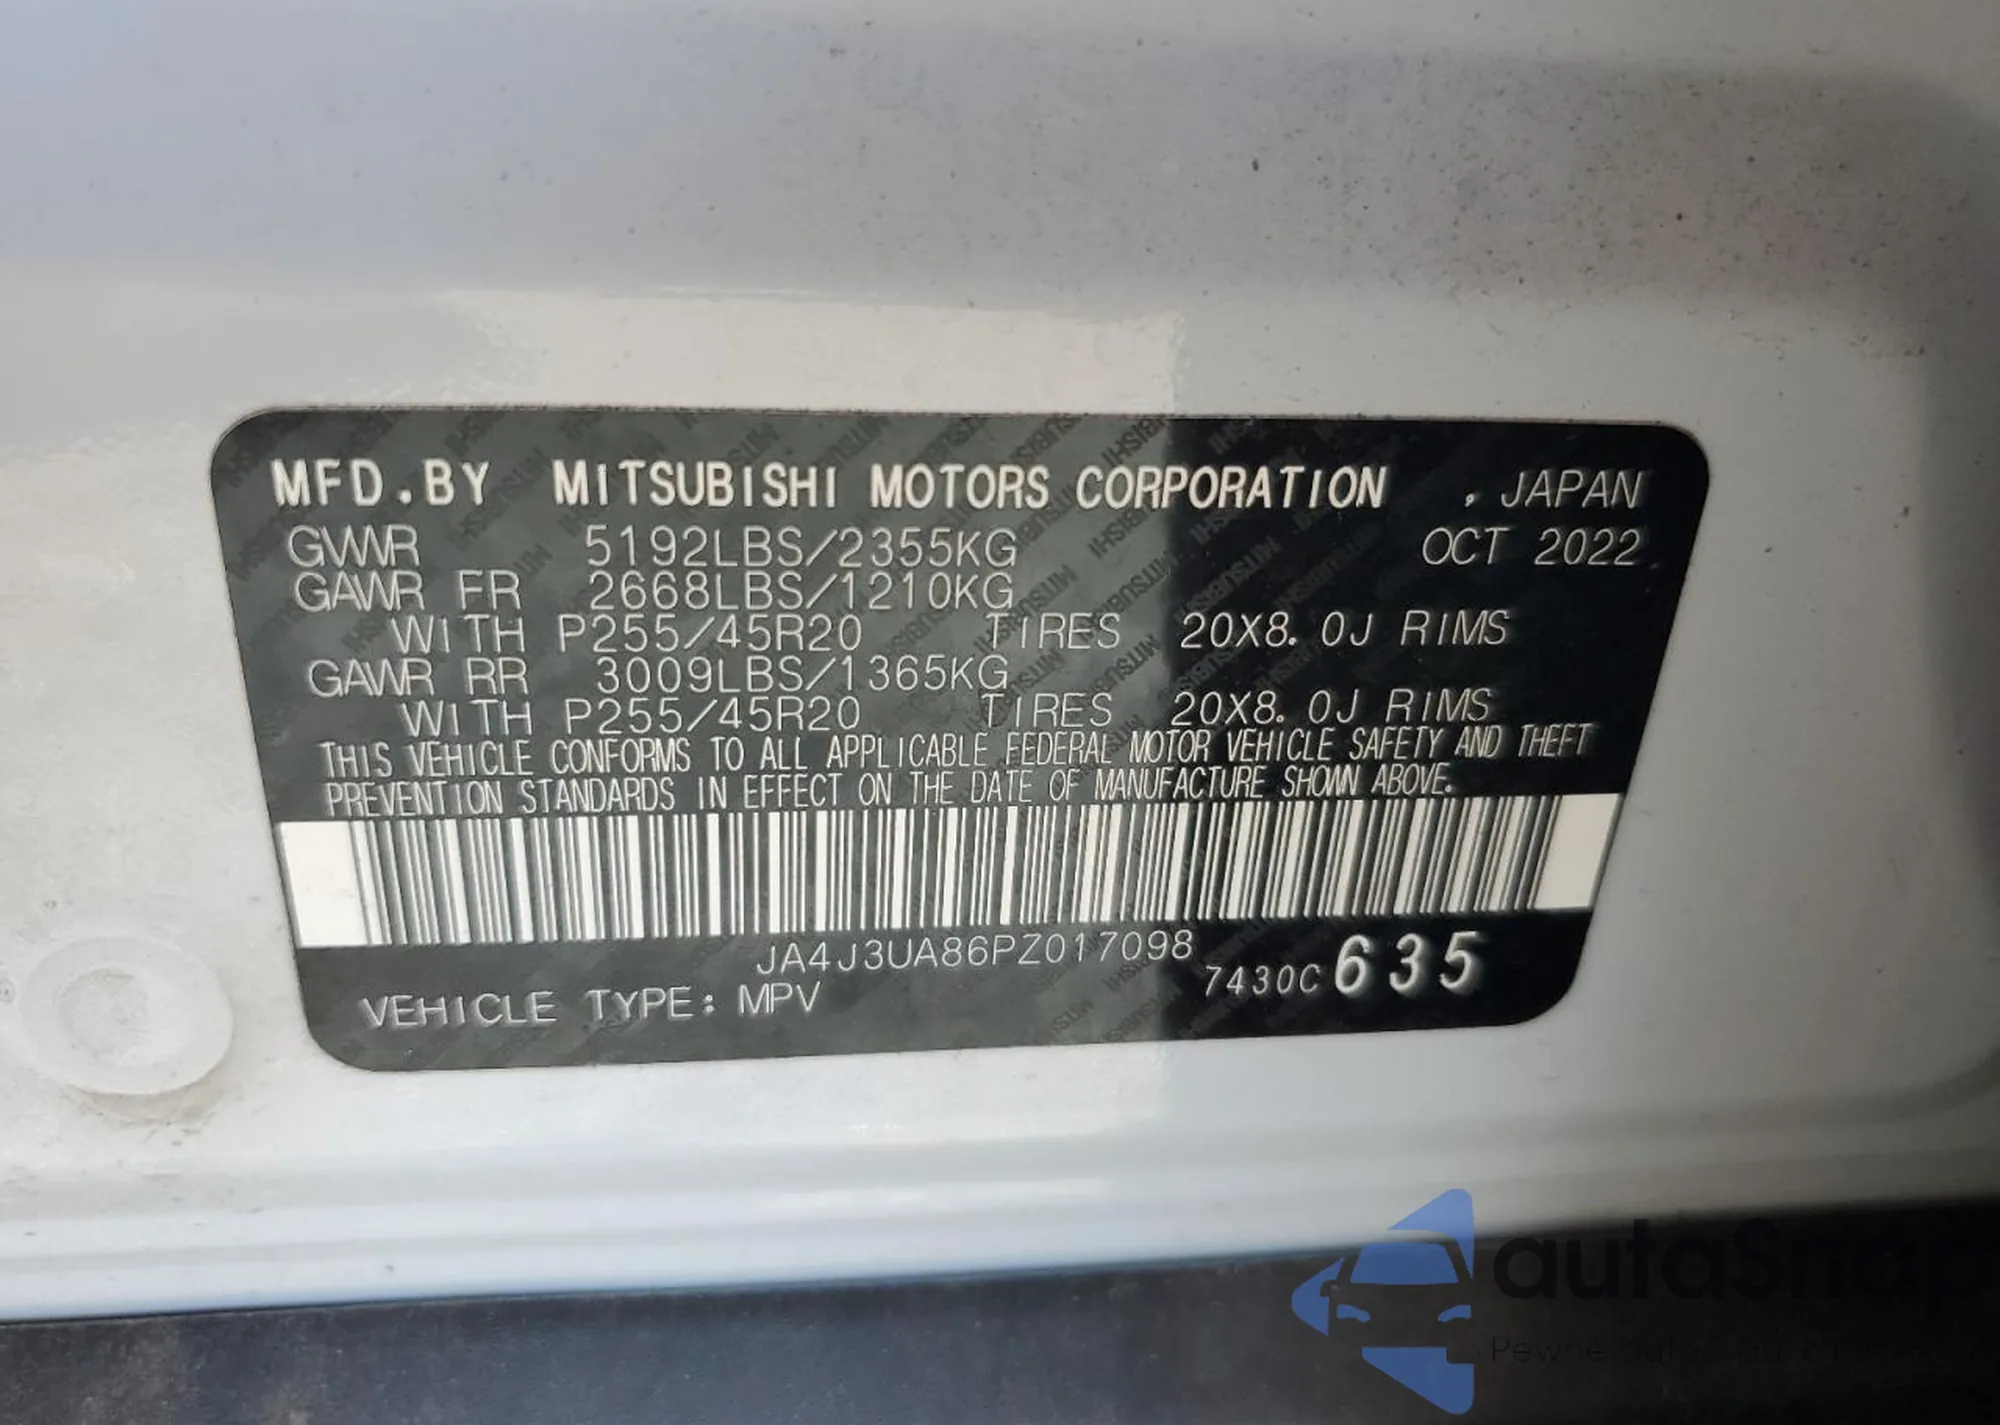 MFD.BY MITSUBISHI MOTORS CORPORATION , JAPAN
GVWR 5192LBS/2355KG OCT 2022
GAWR FR 2668LBS/1210KG
WITH P255/45R20 TIRES 20X8.0J RIMS
GAWR RR 3009LBS/1365KG
WITH P255/45R20 TIRES 20X8.0J RIMS
THIS VEHICLE CONFORMS TO ALL APPLICABLE FEDERAL MOTOR VEHICLE SAFETY AND THEFT
PREVENTION STANDARDS IN EFFECT ON THE DATE OF MANUFACTURE SHOWN ABOVE.
JA4J3UA86PZ017098 7430C 635
VEHICLE TYPE: MPV
autaSnap
Pewne auta